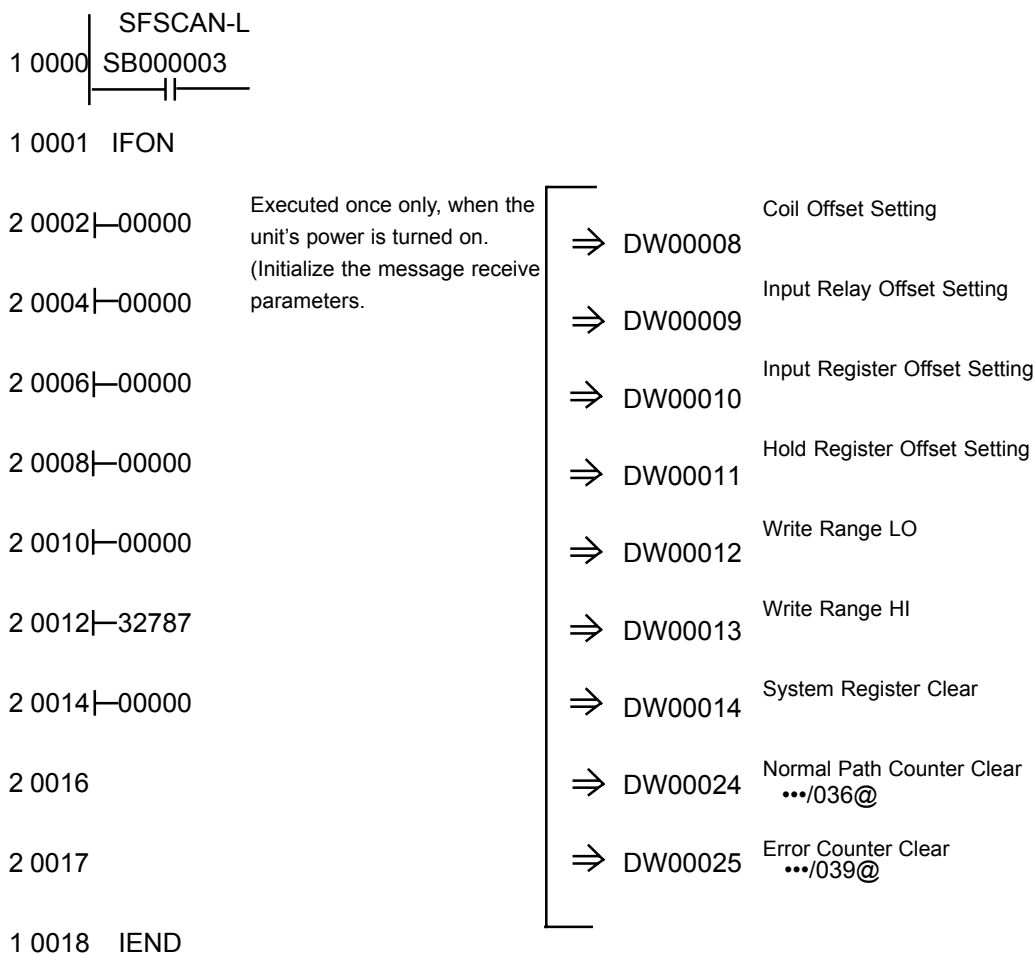 SFSCAN-L
1 0000 SB000003
1 0001 IFON
2 0002 00000
Executed once only, when the
unit's power is turned on.
(Initialize the message receive
parameters.
⇒ DW00008 Coil Offset Setting
2 0004 00000 ⇒ DW00009 Input Relay Offset Setting
2 0006 00000 ⇒ DW00010 Input Register Offset Setting
2 0008 00000 ⇒ DW00011 Hold Register Offset Setting
2 0010 00000 ⇒ DW00012 Write Range LO
2 0012 32787 ⇒ DW00013 Write Range HI
2 0014 00000 ⇒ DW00014 System Register Clear
2 0016 ⇒ DW00024 Normal Path Counter Clear
•••/036@
2 0017 ⇒ DW00025 Error Counter Clear
•••/039@
1 0018 IEND